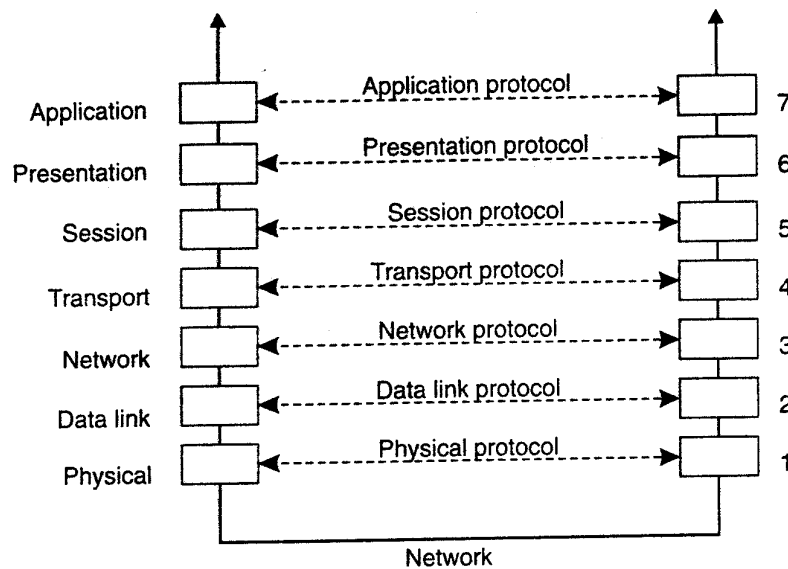 Application Application protocol 7
Presentation Presentation protocol 6
Session Session protocol 5
Transport Transport protocol 4
Network Network protocol 3
Data link Data link protocol 2
Physical Physical protocol 1
Network